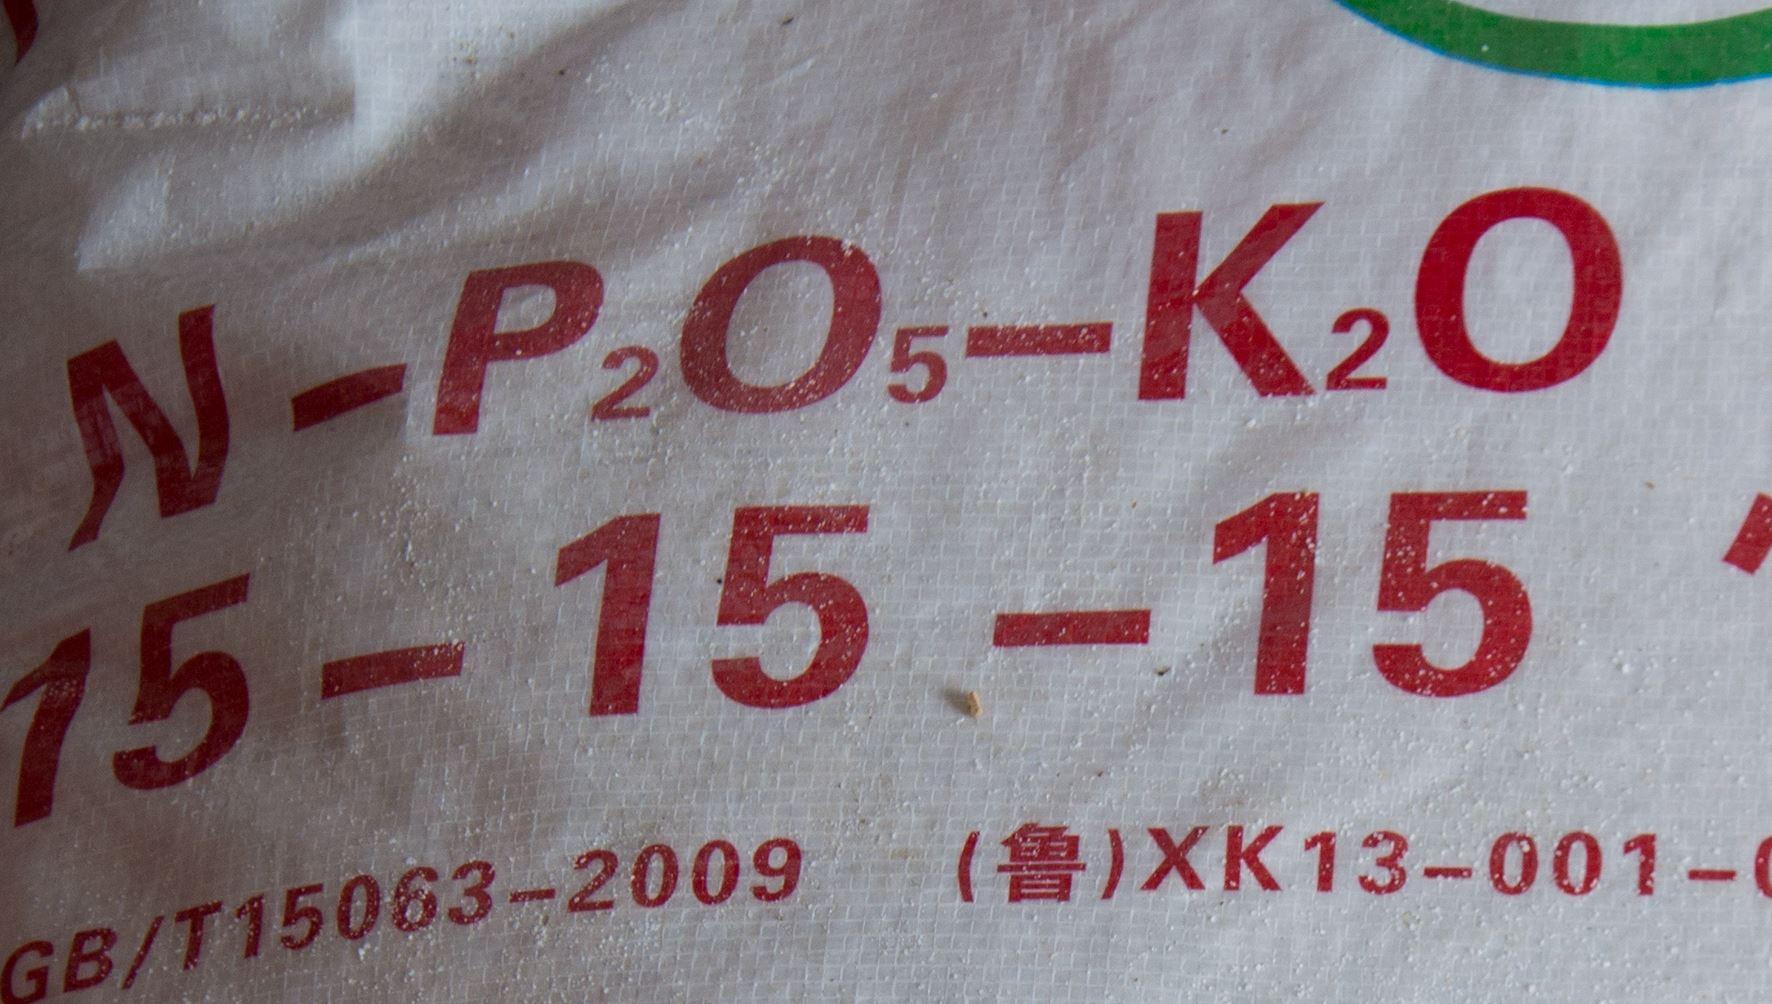 N-P₂O₅-K₂O
15-15-15
GB/T15063-2009 (鲁)XK13-001-